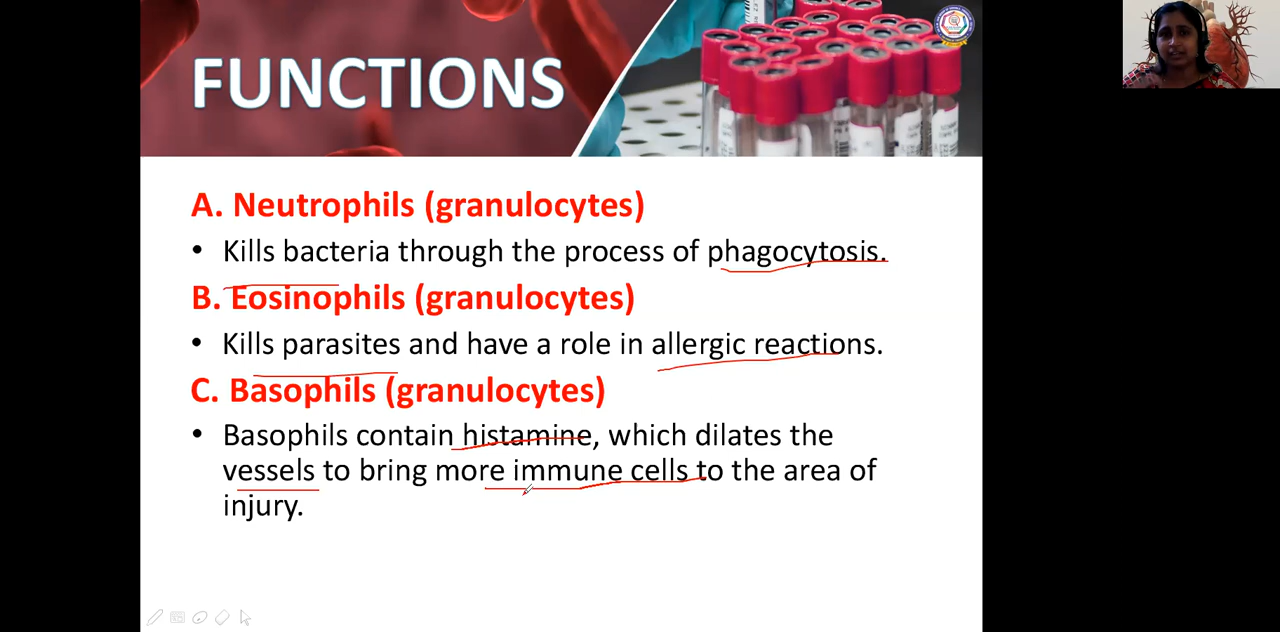 FUNCTIONS
A. Neutrophils (granulocytes)
• Kills bacteria through the process of phagocytosis.
B. Eosinophils (granulocytes)
• Kills parasites and have a role in allergic reactions.
C. Basophils (granulocytes)
• Basophils contain histamine, which dilates the
vessels to bring more immune cells to the area of
injury.